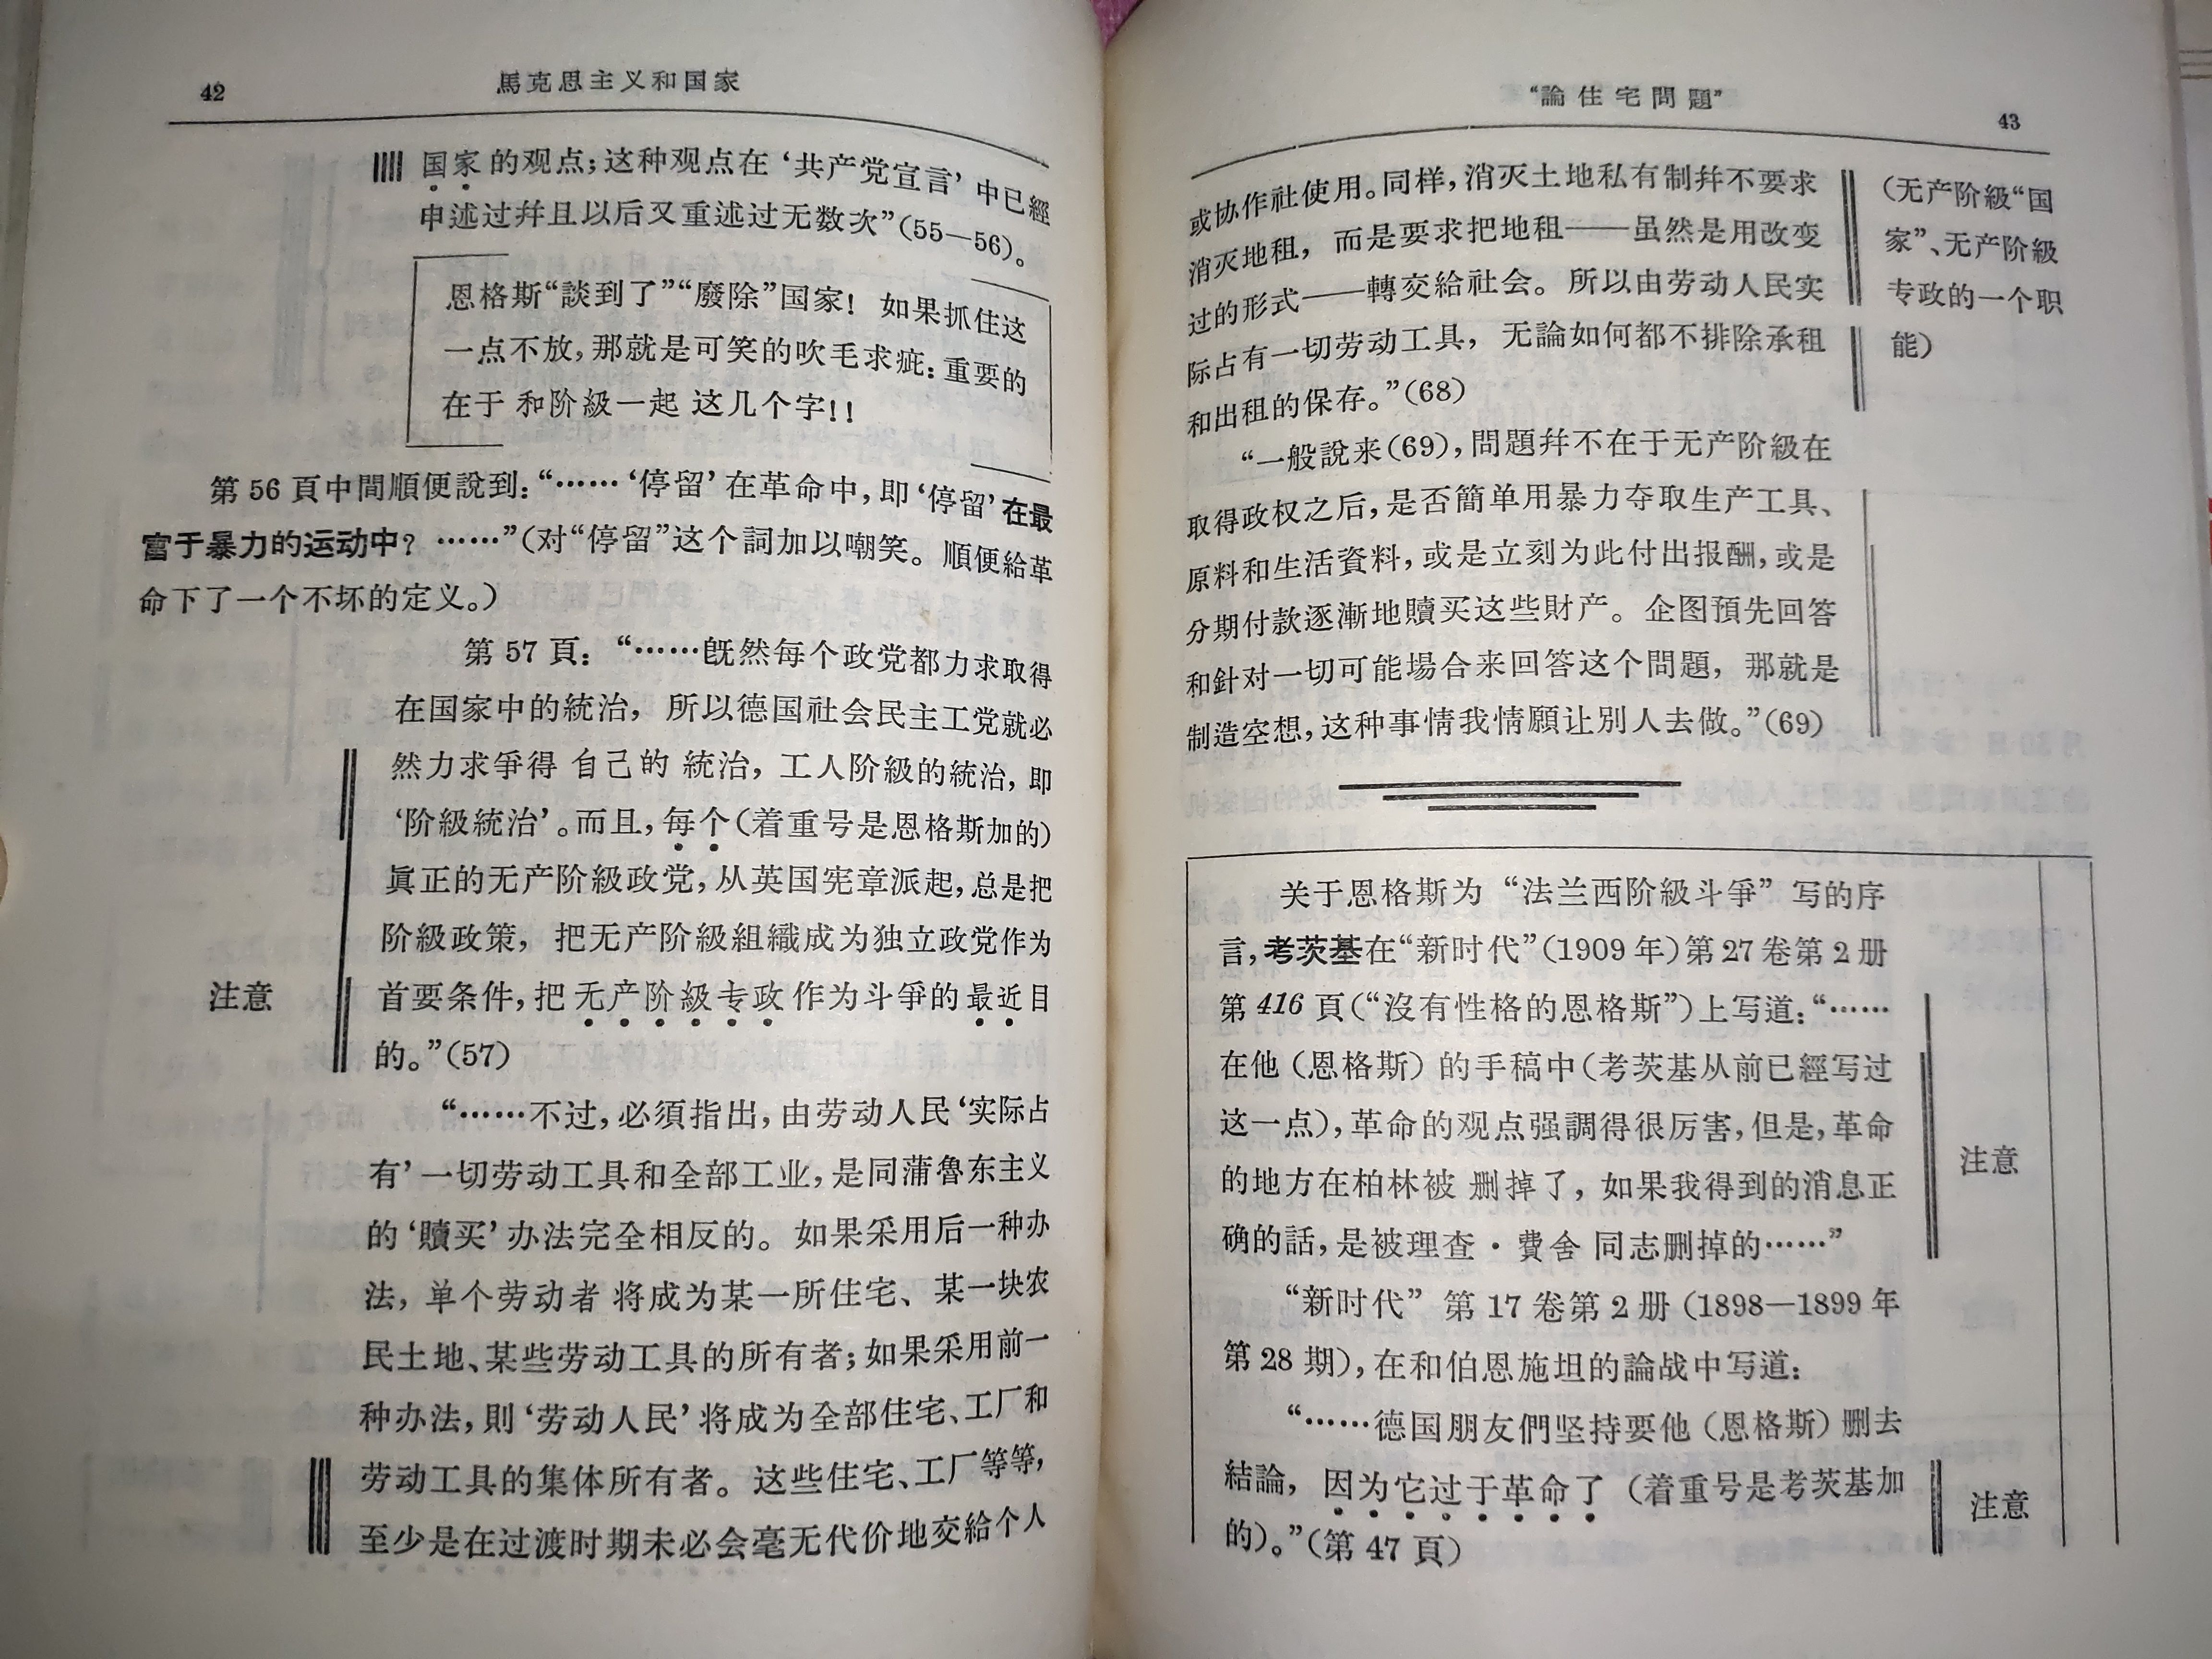 42
馬克思主义和国家
国家 的观点；这种观点在‘共产党宣言’中已經
申述过幷且以后又重述过无数次”(55—56)。
恩格斯“談到了”“廢除”国家！如果抓住这
一点不放，那就是可笑的吹毛求疵：重要的
在于 和阶級一起 这几个字！！
第 56 頁中間順便說到：“……‘停留’在革命中，即‘停留’在最
富于暴力的运动中？……”(对“停留”这个詞加以嘲笑。順便給革
命下了一个不坏的定义。)
第 57 頁：“……旣然每个政党都力求取得
在国家中的統治，所以德国社会民主工党就必
然力求爭得 自己的 統治，工人阶級的統治，即
‘阶級統治’。而且，每个(着重号是恩格斯加的)
眞正的无产阶級政党，从英国宪章派起，总是把
阶級政策，把无产阶級組織成为独立政党作为
注意
首要条件，把 无产阶級专政 作为斗爭的 最近目
的。”(57)
“……不过，必須指出，由劳动人民‘实际占
有’一切劳动工具和全部工业，是同蒲魯东主义
的‘贖买’办法完全相反的。如果采用后一种办
法，单个劳动者 将成为某一所住宅、某一块农
民土地、某些劳动工具的所有者；如果采用前一
种办法，則‘劳动人民’将成为全部住宅、工厂和
劳动工具的集体所有者。这些住宅、工厂等等，
至少是在过渡时期未必会毫无代价地交給个人
“論住宅問題”
43
或协作社使用。同样，消灭土地私有制幷不要求
消灭地租，而是要求把地租——虽然是用改变
过的形式——轉交給社会。所以由劳动人民实
际占有一切劳动工具，无論如何都不排除承租
和出租的保存。”(68)
(无产阶級“国
家”、无产阶級
专政的一个职
能)
“一般說来(69)，問題幷不在于无产阶級在
取得政权之后，是否簡单用暴力夺取生产工具、
原料和生活資料，或是立刻为此付出报酬，或是
分期付款逐漸地贖买这些財产。企图預先回答
和針对一切可能場合来回答这个問題，那就是
制造空想，这种事情我情願让別人去做。”(69)
关于恩格斯为“法兰西阶級斗爭”写的序
言，考茨基在“新时代”(1909 年)第 27 卷第 2 册
第 416 頁(“沒有性格的恩格斯”)上写道：“……
在他(恩格斯)的手稿中(考茨基从前已經写过
这一点)，革命的观点强調得很厉害，但是，革命
的地方在柏林被 删掉了，如果我得到的消息正
确的話，是被理查·費舍 同志删掉的……”
注意
“新时代”第 17 卷第 2 册(1898—1899 年
第 28 期)，在和伯恩施坦的論战中写道：
“……德国朋友們坚持要他(恩格斯)删去
結論，因为它过于革命了(着重号是考茨基加
的)。”(第 47 頁)
注意